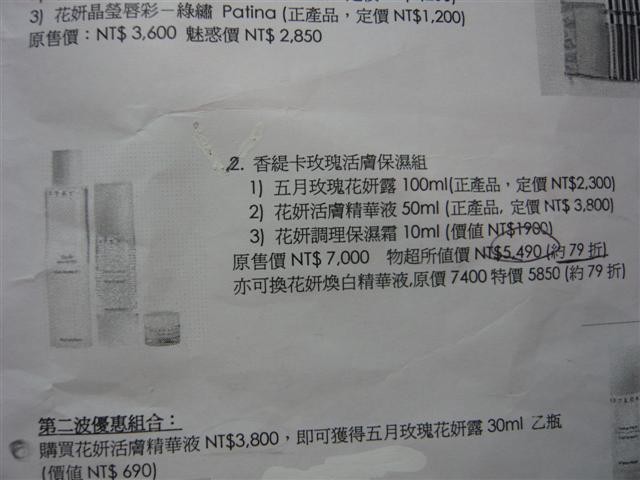 3) 花妍晶瑩唇彩－綠繡 Patina (正產品，定價 NT$1,200)
原售價：NT$ 3,600 魅惑價 NT$ 2,850
2. 香緹卡玫瑰活膚保濕組
1) 五月玫瑰花妍露 100ml(正產品，定價 NT$2,300)
2) 花妍活膚精華液 50ml (正產品, 定價 NT$ 3,800)
3) 花妍調理保濕霜 10ml (價值 NT$1900)
原售價 NT$ 7,000 物超所值價 NT$5,490 (約 79 折)
亦可換花妍煥白精華液,原價 7400 特價 5850 (約 79 折)
第二波優惠組合：
購買花妍活膚精華液 NT$3,800，即可獲得五月玫瑰花妍露 30ml 乙瓶
(價值 NT$ 690)